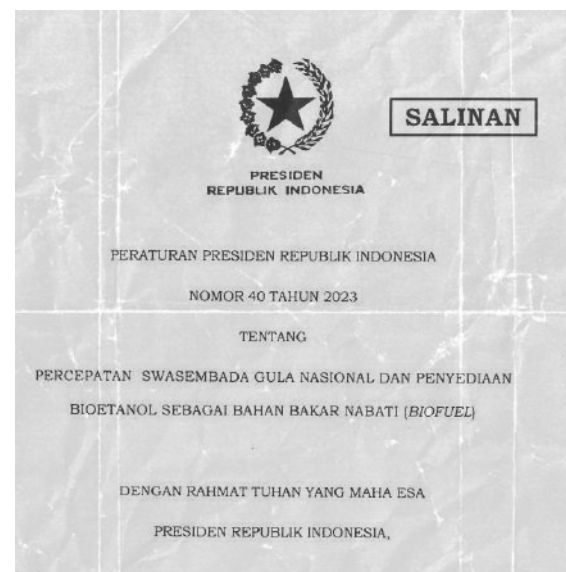 SALINAN
PRESIDEN
REPUBLIK INDONESIA
PERATURAN PRESIDEN REPUBLIK INDONESIA
NOMOR 40 TAHUN 2023
TENTANG
PERCEPATAN SWASEMBADA GULA NASIONAL DAN PENYEDIAAN
BIOETANOL SEBAGAI BAHAN BAKAR NABATI (BIOFUEL)
DENGAN RAHMAT TUHAN YANG MAHA ESA
PRESIDEN REPUBLIK INDONESIA,